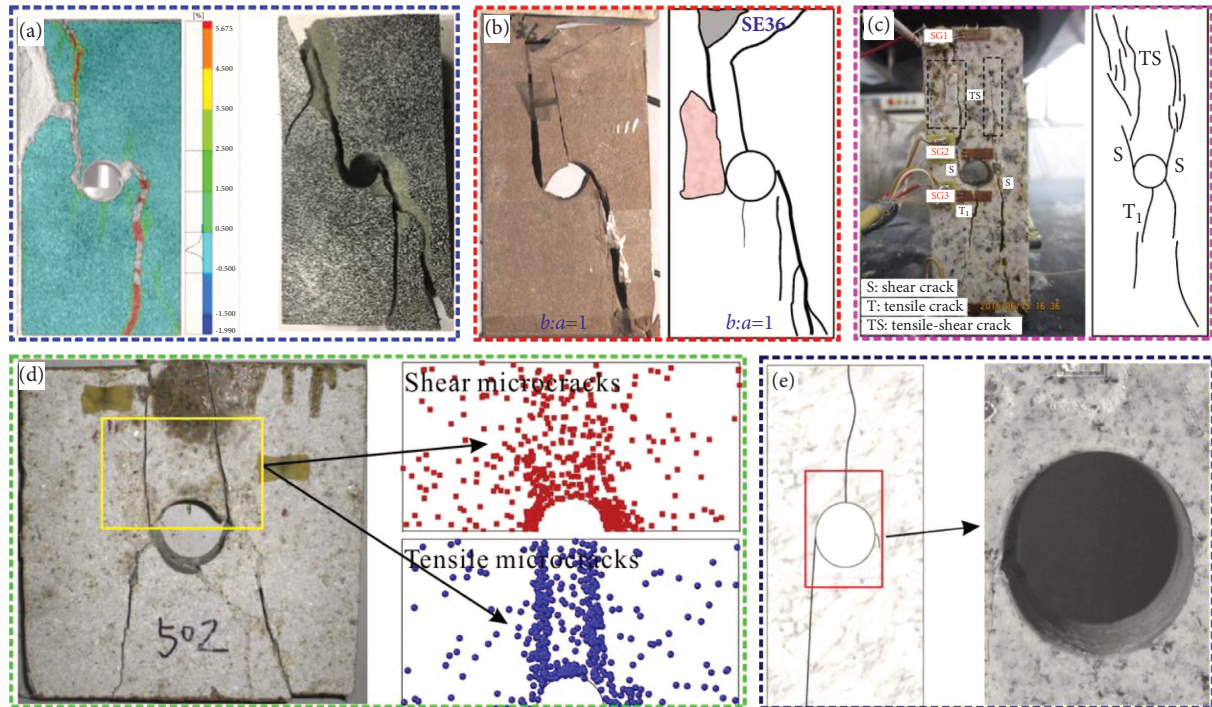 (a)
[%]
5.675
4.500
3.500
2.500
1.500
0.500
-0.500
-1.500
-1.990
(b)
SE36
b:a=1
b:a=1
(c)
SG1
TS
SG2
S
S
SG3
T1
S: shear crack
T: tensile crack
TS: tensile-shear crack
TS
S
S
T1
(d)
502
Shear microcracks
Tensile microcracks
(e)